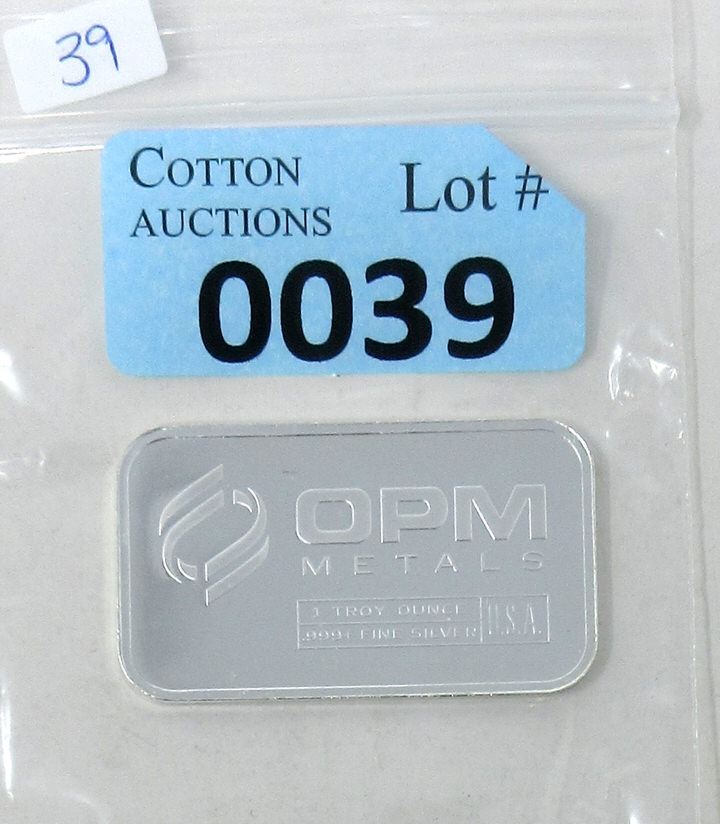 39
COTTON
AUCTIONS
Lot #
0039
OPM
METALS
1 TROY OUNCE
.999+ FINE SILVER
U.S.A.